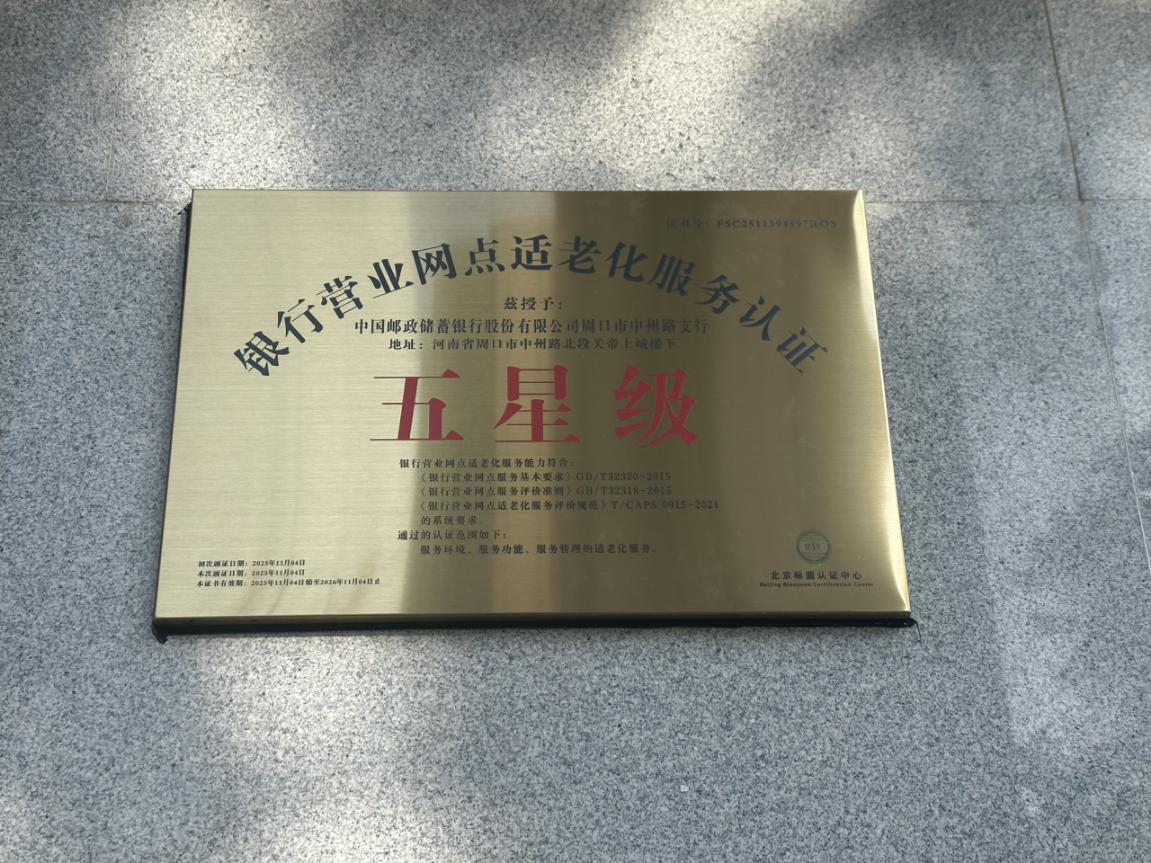 证准号：FSC2511394697ROS
银行营业网点适老化服务认证
兹授予：
中国邮政储蓄银行股份有限公司周口市中州路支行
地址：河南省周口市中州路北段关帝上城楼下
五星级
银行营业网点适老化服务能力符合：
《银行营业网点服务基本要求》GB/T32320-2015
《银行营业网点服务评价准则》GB/T32318-2015
《银行营业网点适老化服务评价规范》T/CAPS 0015-2024
的系统要求。
通过的认证范围如下：
服务环境、服务功能、服务管理的适老化服务。
初次颁证日期：2025年11月04日
本次颁证日期：2025年11月04日
本证书有效期：2025年11月04日始至2026年11月04日止
北京标圆认证中心
Beijing Biaoyuan Certification Center